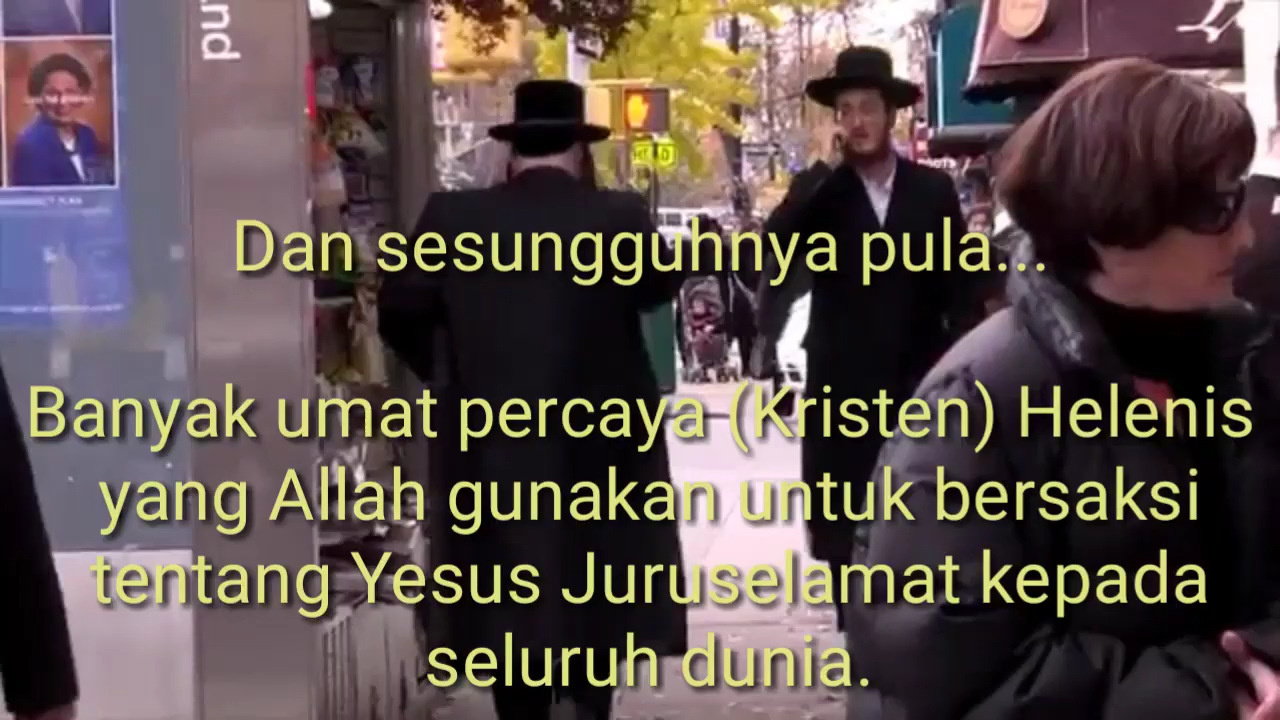 und
Dan sesungguhnya pula...
Banyak umat percaya (Kristen) Helenis
yang Allah gunakan untuk bersaksi
tentang Yesus Juruselamat kepada
seluruh dunia.